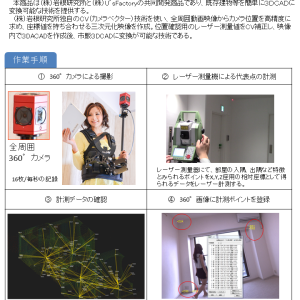 本商品は(株)岩根研究所と(株)U'sFactoryの共同開発商品であり、既存建物等を簡単に3DCADに
変換可能な技術を提供する。
(株)岩根研究所独自のCV(カメラベクター)技術を使い、全周囲動画映像からカメラ位置を高精度に
求め、座標値を持ち合わせる三次元化映像を作成。位置確認用のレーザー測量値をCV補正し、映像
内で3DACADを作成後、市販3DCADに変換が可能な技術である。
作業手順
① 360°カメラによる撮影
② レーザー測量機による代表点の計測
全周囲
360°カメラ
16枚/毎秒の記録
レーザー測量機にて、部屋の入隅、出隅など特徴
とみられるポイントをX,Y,Z座標の相対座標として得
られるデータをレーザー計測する。
③ 計測データの確認
④ 360°画像に計測ポイントを登録